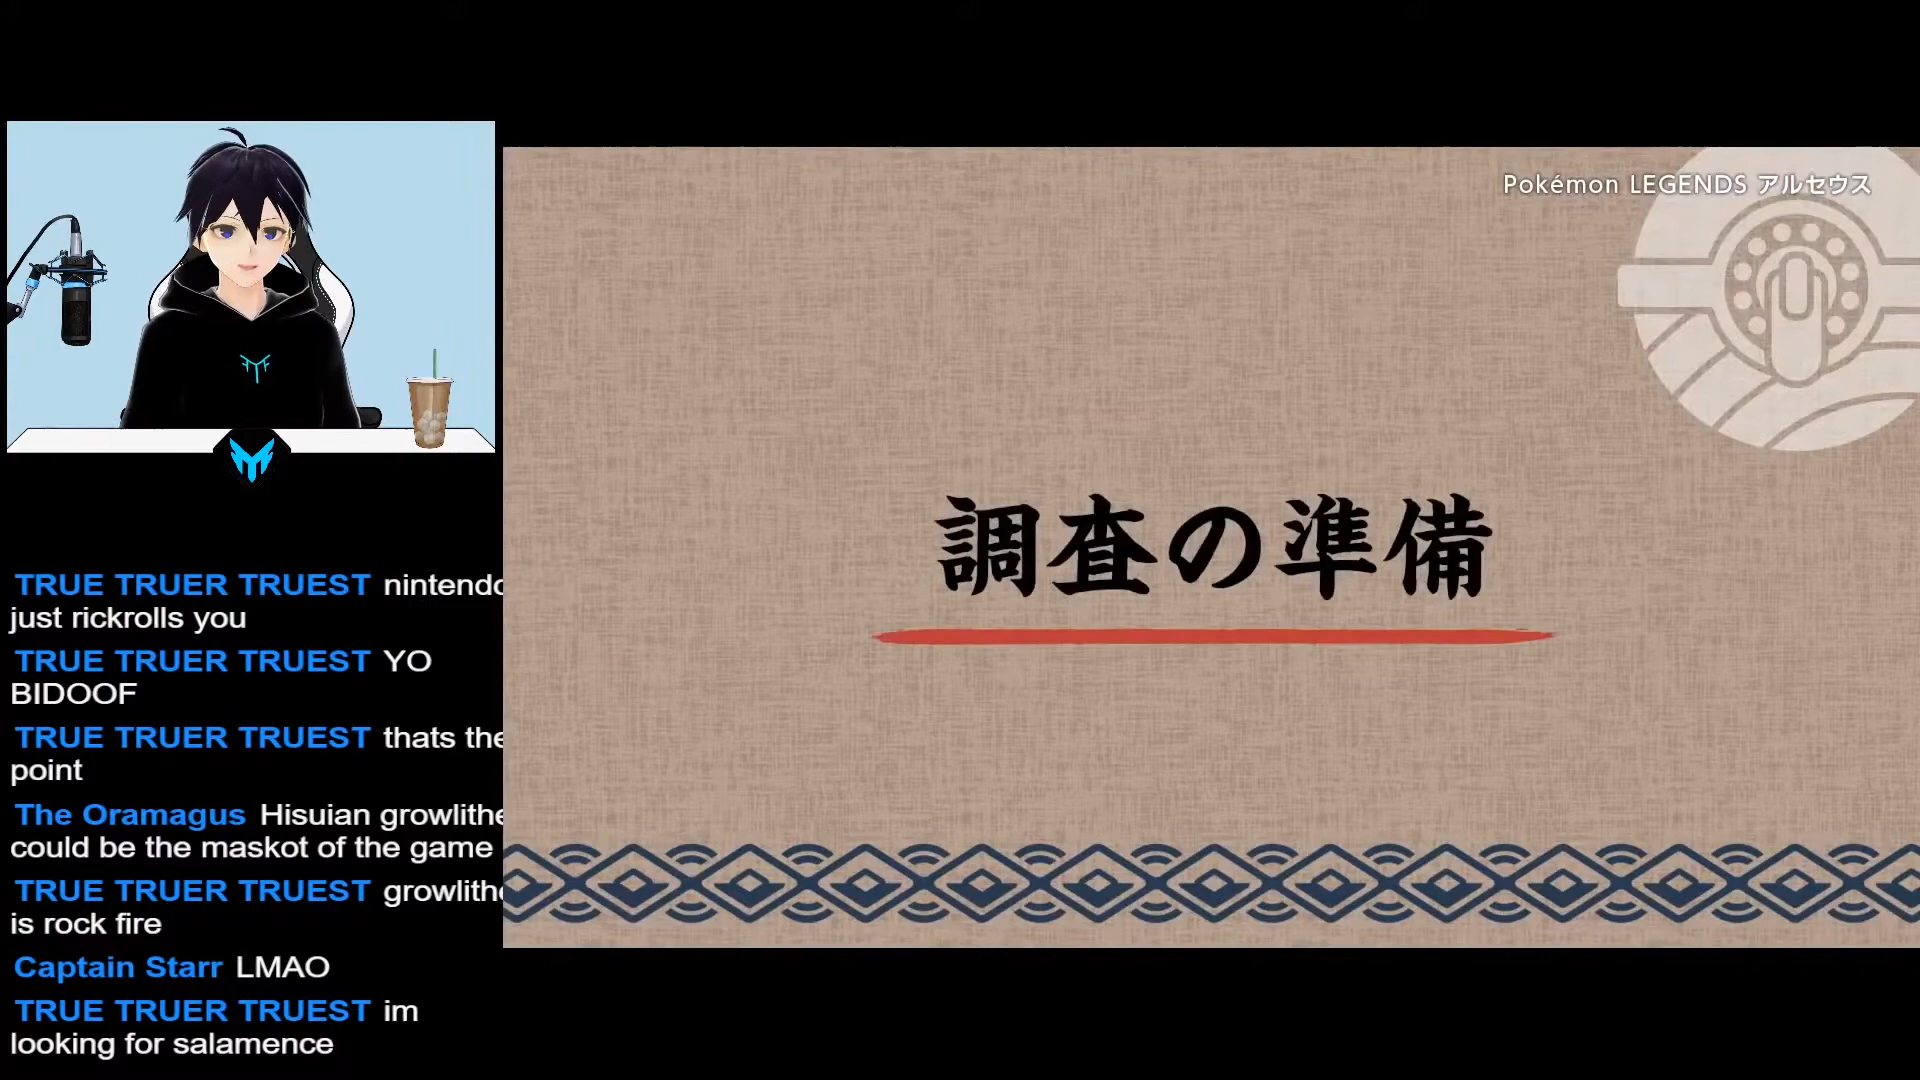 Pokémon LEGENDS アルセウス
調査の準備
TRUE TRUER TRUEST nintendo
just rickrolls you
TRUE TRUER TRUEST YO
BIDOOF
TRUE TRUER TRUEST thats the
point
The Oramagus Hisuian growlithe
could be the maskot of the game
TRUE TRUER TRUEST growlithe
is rock fire
Captain Starr LMAO
TRUE TRUER TRUEST im
looking for salamence